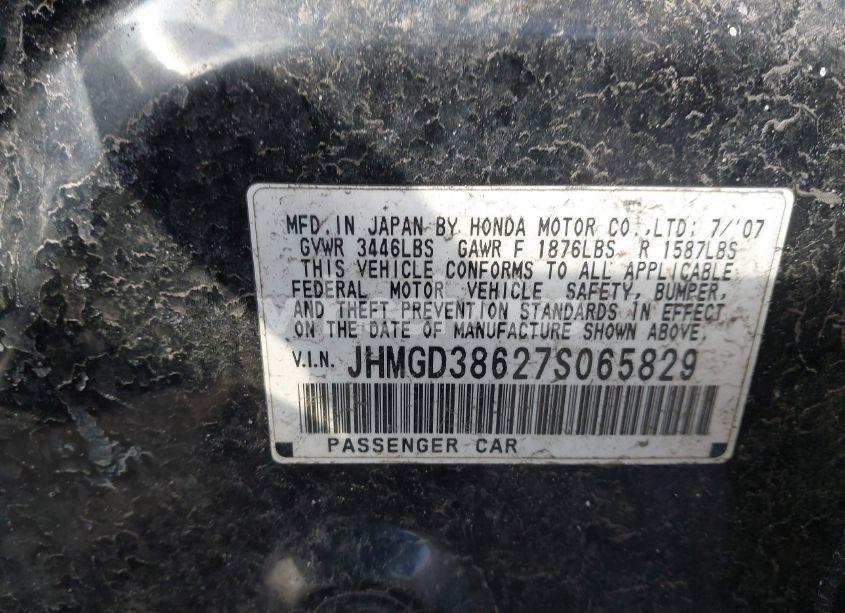 MFD. IN JAPAN BY HONDA MOTOR CO., LTD; 7/'07
GVWR 3446LBS GAWR F 1876LBS R 1587LBS
THIS VEHICLE CONFORMS TO ALL APPLICABLE
FEDERAL MOTOR VEHICLE SAFETY, BUMPER,
AND THEFT PREVENTION STANDARDS IN EFFECT
ON THE DATE OF MANUFACTURE SHOWN ABOVE.
V.I.N. JHMGD38627S065829
PASSENGER CAR